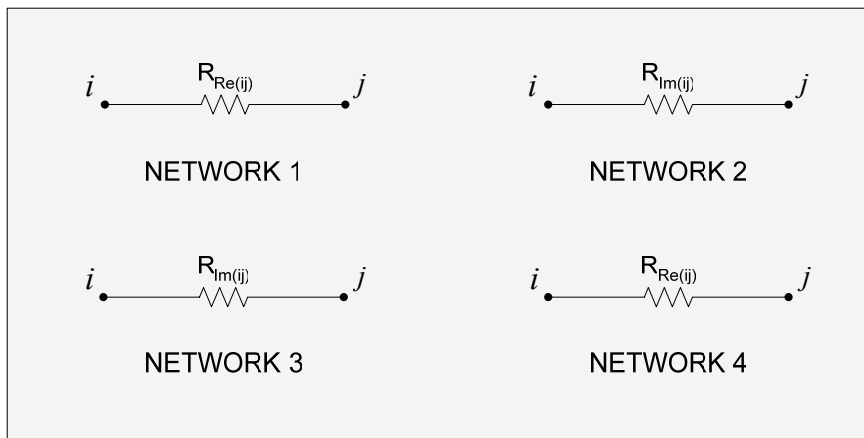 i R_Re(ij) j
NETWORK 1
i R_Im(ij) j
NETWORK 2
i R_Im(ij) j
NETWORK 3
i R_Re(ij) j
NETWORK 4